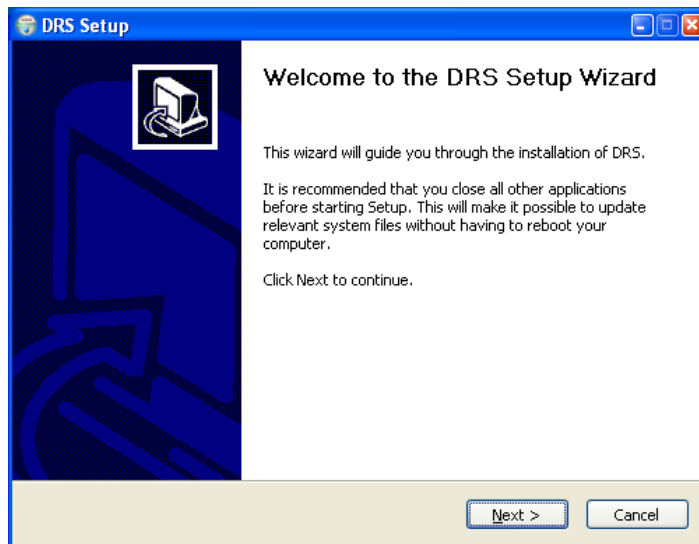 DRS Setup
Welcome to the DRS Setup Wizard
This wizard will guide you through the installation of DRS.
It is recommended that you close all other applications
before starting Setup. This will make it possible to update
relevant system files without having to reboot your
computer.
Click Next to continue.
Next >
Cancel